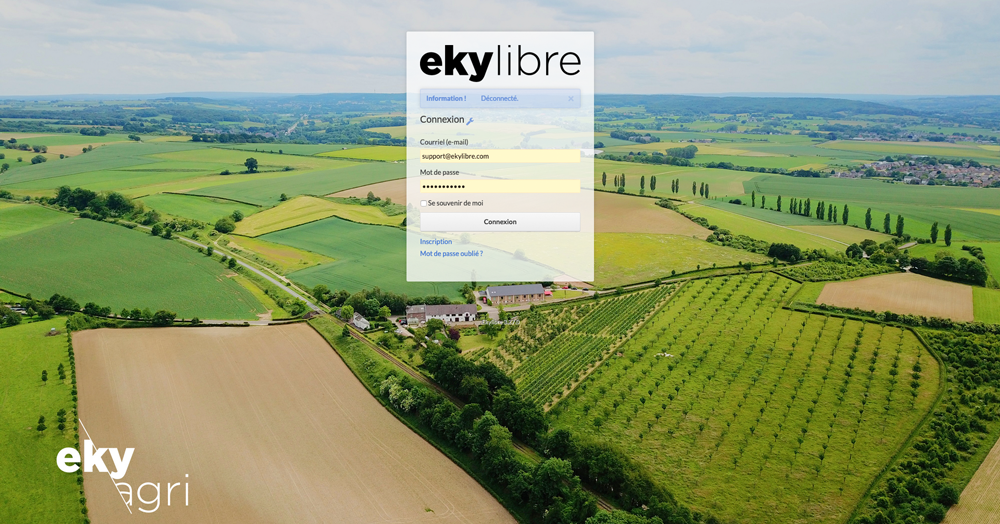 ekylibre
Information ! Déconnecté.
Connexion
Courriel (e-mail)
support@ekylibre.com
Mot de passe
•••••••••••
Se souvenir de moi
Connexion
Inscription
Mot de passe oublié ?
eky
agri